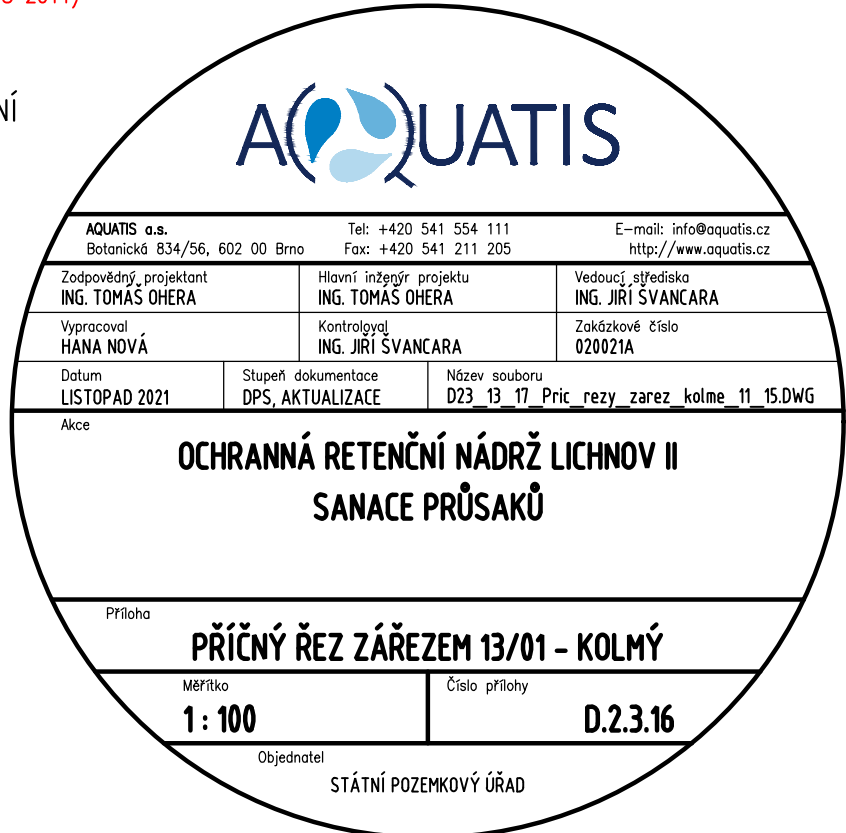 NÍ
AQUATIS
AQUATIS a.s. Tel: +420 541 554 111 E-mail: info@aquatis.cz
Botanická 834/56, 602 00 Brno Fax: +420 541 211 205 http://www.aquatis.cz
Zodpovědný projektant Hlavní inženýr projektu Vedoucí střediska
ING. TOMÁŠ OHERA ING. TOMÁŠ OHERA ING. JIŘÍ ŠVANCARA
Vypracoval Kontroloval Zakázkové číslo
HANA NOVÁ ING. JIŘÍ ŠVANCARA 020021A
Datum Stupeň dokumentace Název souboru
LISTOPAD 2021 DPS, AKTUALIZACE D23_13_17_Pric_rezy_zarez_kolme_11_15.DWG
Akce
OCHRANNÁ RETENČNÍ NÁDRŽ LICHNOV II
SANACE PRŮSAKŮ
Příloha
PŘÍČNÝ ŘEZ ZÁŘEZEM 13/01 - KOLMÝ
Měřítko Číslo přílohy
1 : 100 D.2.3.16
Objednatel
STÁTNÍ POZEMKOVÝ ÚŘAD